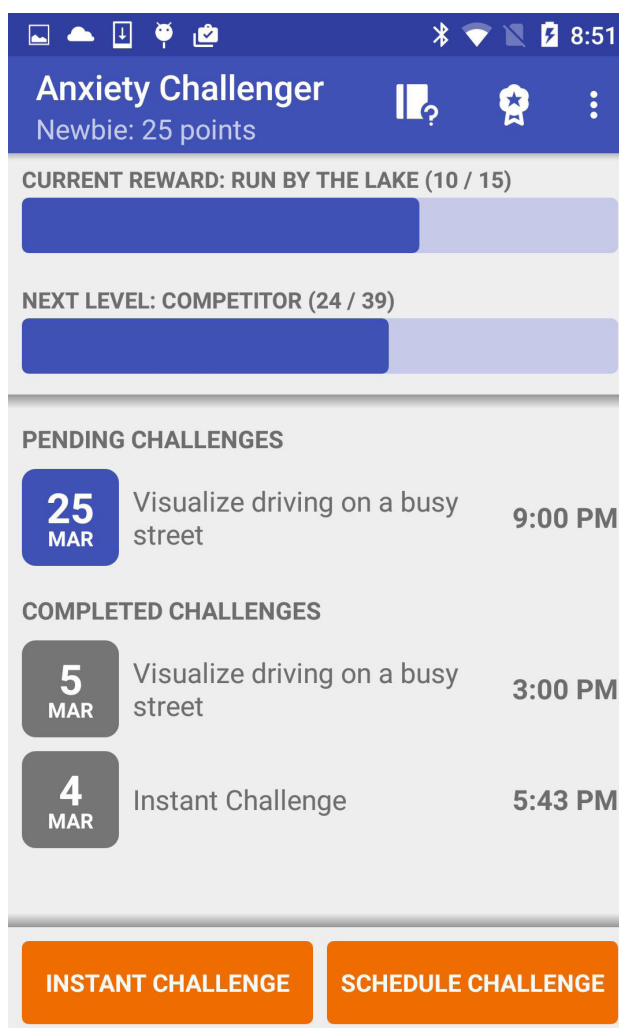 8:51
Anxiety Challenger
Newbie: 25 points
CURRENT REWARD: RUN BY THE LAKE (10 / 15)
NEXT LEVEL: COMPETITOR (24 / 39)
PENDING CHALLENGES
25
MAR
Visualize driving on a busy
street
9:00 PM
COMPLETED CHALLENGES
5
MAR
Visualize driving on a busy
street
3:00 PM
4
MAR
Instant Challenge
5:43 PM
INSTANT CHALLENGE
SCHEDULE CHALLENGE